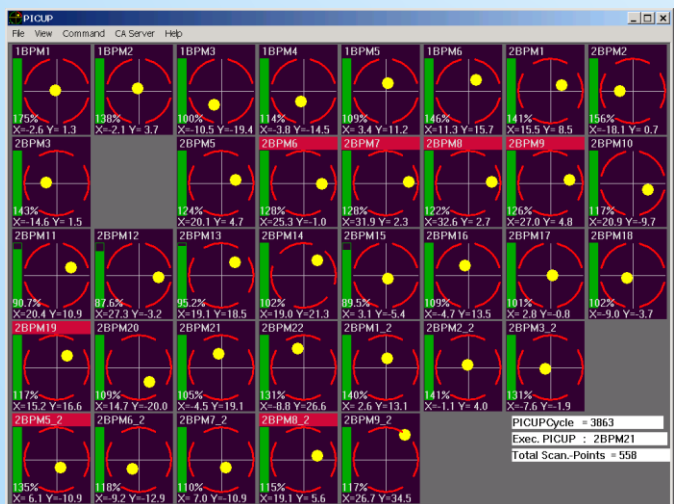 PICUP
File View Command CA Server Help
1BPM1 1BPM2 1BPM3 1BPM4 1BPM5 1BPM6 2BPM1 2BPM2
175% 138% 100% 114% 109% 146% 141% 156%
X=-2.6 Y= 1.3 X=-2.1 Y= 3.7 X=-10.5 Y=-19.4 X=-3.8 Y=-14.5 X= 3.4 Y=11.2 X=11.3 Y=15.7 X=15.5 Y= 8.5 X=-18.1 Y= 0.7
2BPM3 2BPM5 2BPM6 2BPM7 2BPM8 2BPM9 2BPM10
143% 124% 128% 128% 122% 126% 117%
X=-14.6 Y= 1.5 X=20.1 Y= 4.7 X=25.3 Y=-1.0 X=31.9 Y= 2.3 X=32.6 Y= 2.7 X=27.0 Y= 4.8 X=20.9 Y=-9.7
2BPM11 2BPM12 2BPM13 2BPM14 2BPM15 2BPM16 2BPM17 2BPM18
90.7% 87.6% 95.2% 102% 89.5% 109% 101% 102%
X=20.4 Y=10.9 X=27.3 Y=-3.2 X=19.1 Y=18.5 X=19.0 Y=21.3 X= 3.1 Y=-5.4 X=-4.7 Y=13.5 X= 2.8 Y=-0.8 X=-9.0 Y=-3.7
2BPM19 2BPM20 2BPM21 2BPM22 2BPM1_2 2BPM2_2 2BPM3_2
117% 109% 105% 131% 140% 141% 131%
X=15.2 Y=16.6 X=14.7 Y=-20.0 X=-4.5 Y=19.1 X=-8.8 Y=26.6 X= 2.6 Y=13.1 X=-1.1 Y= 4.0 X=-7.6 Y=-1.9
2BPM5_2 2BPM6_2 2BPM7_2 2BPM8_2 2BPM9_2
135% 118% 110% 115% 117%
X= 6.1 Y=-10.9 X=-9.2 Y=-12.9 X= 7.0 Y=-10.9 X=19.1 Y= 5.6 X=26.7 Y=34.5
PICUPCycle = 3863
Exec. PICUP : 2BPM21
Total Scan.-Points = 558